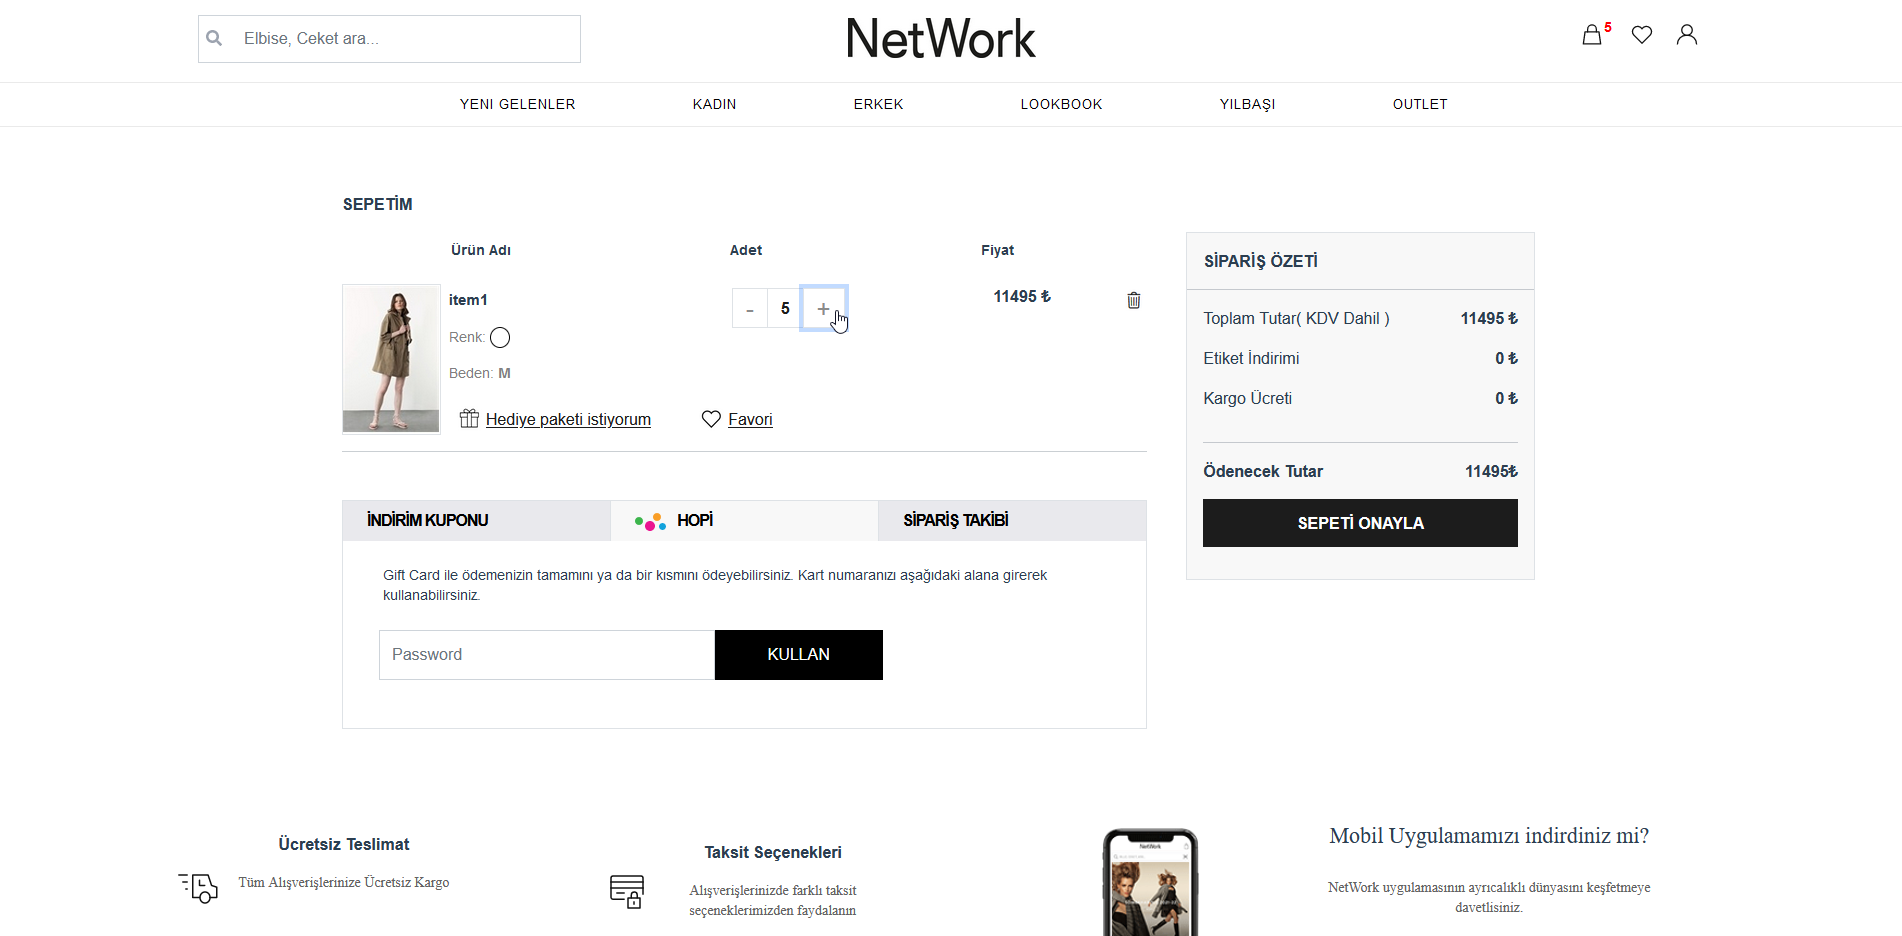 Elbise, Ceket ara...
NetWork
5
YENI GELENLER
KADIN
ERKEK
LOOKBOOK
YILBAŞI
OUTLET
SEPETİM
Ürün Adı
Adet
Fiyat
item1
- 5 +
11495 ₺
Renk:
Beden: M
Hediye paketi istiyorum
Favori
SİPARİŞ ÖZETİ
Toplam Tutar( KDV Dahil ) 11495 ₺
Etiket İndirimi 0 ₺
Kargo Ücreti 0 ₺
Ödenecek Tutar 11495₺
SEPETİ ONAYLA
İNDİRİM KUPONU
HOPİ
SİPARİŞ TAKİBİ
Gift Card ile ödemenizin tamamını ya da bir kısmını ödeyebilirsiniz. Kart numaranızı aşağıdaki alana girerek
kullanabilirsiniz.
Password
KULLAN
Ücretsiz Teslimat
Tüm Alışverişlerinize Ücretsiz Kargo
Taksit Seçenekleri
Alışverişlerinizde farklı taksit
seçeneklerimizden faydalanın
NetWork
Mobil Uygulamamızı indirdiniz mi?
NetWork uygulamasının ayrıcalıklı dünyasını keşfetmeye
davetlisiniz.